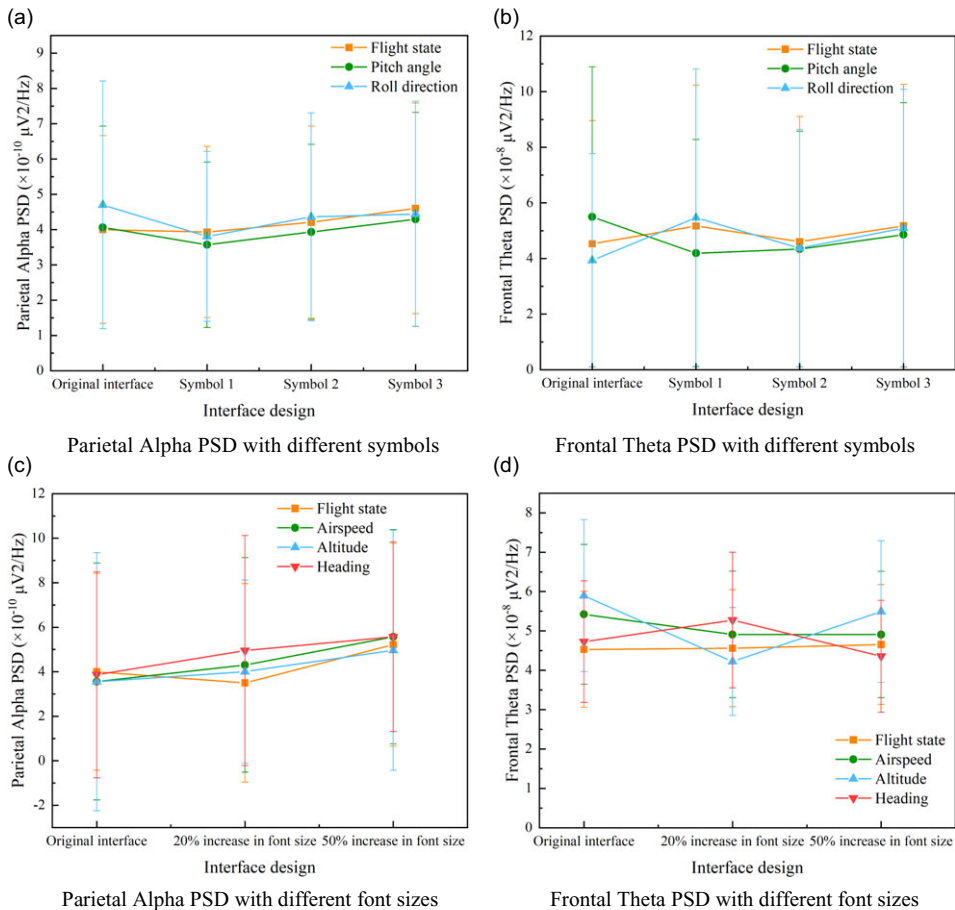 (a)
9
8
7
6
5
4
3
2
1
0
Parietal Alpha PSD (×10⁻¹⁰ μV2/Hz)
Flight state
Pitch angle
Roll direction
Original interface Symbol 1 Symbol 2 Symbol 3
Interface design
Parietal Alpha PSD with different symbols
(b)
12
10
8
6
4
2
0
Frontal Theta PSD (×10⁻⁸ μV2/Hz)
Flight state
Pitch angle
Roll direction
Original interface Symbol 1 Symbol 2 Symbol 3
Interface design
Frontal Theta PSD with different symbols
(c)
12
10
8
6
4
2
0
-2
Parietal Alpha PSD (×10⁻¹⁰ μV2/Hz)
Flight state
Airspeed
Altitude
Heading
Original interface 20% increase in font size 50% increase in font size
Interface design
Parietal Alpha PSD with different font sizes
(d)
8
7
6
5
4
3
2
1
0
Frontal Theta PSD (×10⁻⁸ μV2/Hz)
Flight state
Airspeed
Altitude
Heading
Original interface 20% increase in font size 50% increase in font size
Interface design
Frontal Theta PSD with different font sizes